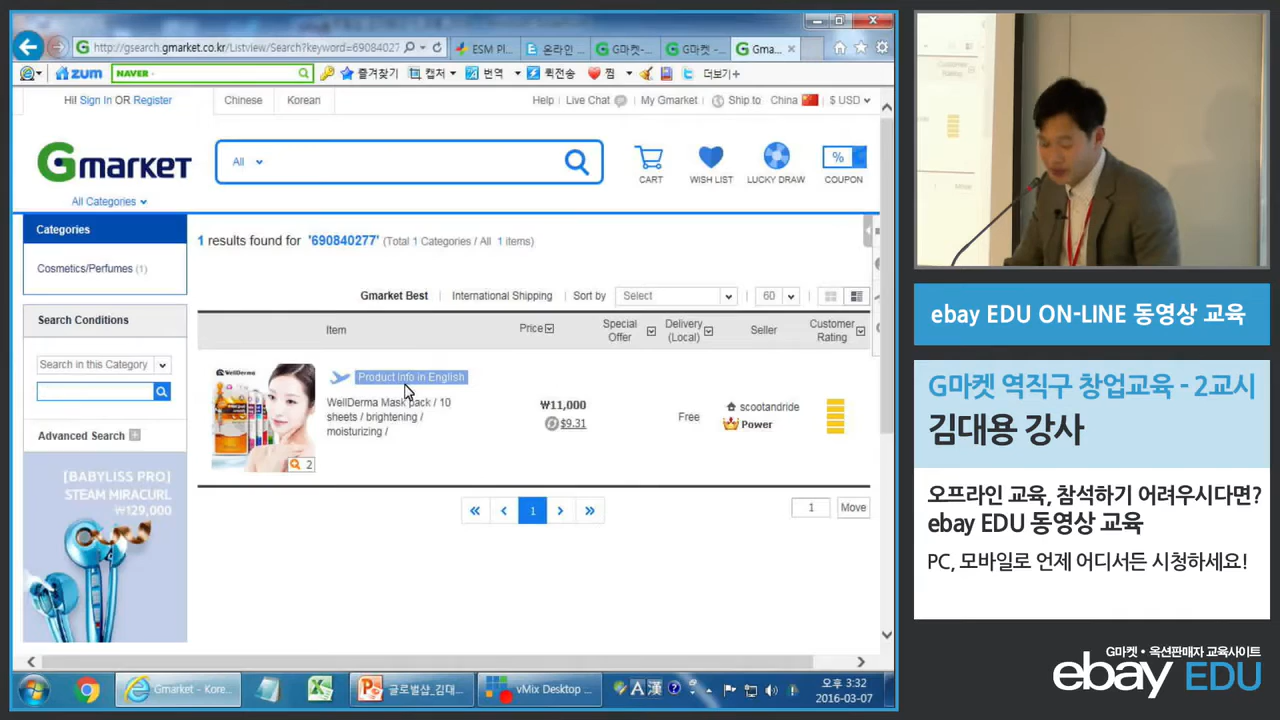 http://gsearch.gmarket.co.kr/Listview/Search?keyword=69084027
ESM Pl...
온라인 ...
G마켓-...
G마켓 -...
Gma...
zum
NAVER
즐겨찾기
캡처
번역
퀵전송
찜
더보기+
Hi! Sign In OR Register
Chinese
Korean
Help
Live Chat
My Gmarket
Ship to China
$ USD
Gmarket
All
CART
WISH LIST
LUCKY DRAW
%
COUPON
All Categories
Categories
Cosmetics/Perfumes (1)
Search Conditions
Search in this Category
Advanced Search
[BABYLISS PRO]
STEAM MIRACURL
₩129,000
1 results found for '690840277' (Total 1 Categories / All 1 items)
Gmarket Best
International Shipping
Sort by
Select
60
Item
Price
Special
Offer
Delivery
(Local)
Seller
Customer
Rating
WellDerma
2
Product info in English
WellDerma Mask pack / 10
sheets / brightening /
moisturizing /
₩11,000
$9.31
Free
scootandride
Power
1
1
Move
Gmarket - Kore...
글로벌샵_김대...
vMix Desktop ...
A 漢
오후 3:32
2016-03-07
Customer
Rating
ebay EDU ON-LINE 동영상 교육
G마켓 역직구 창업교육 - 2교시
김대용 강사
오프라인 교육, 참석하기 어려우시다면?
ebay EDU 동영상 교육
PC, 모바일로 언제 어디서든 시청하세요!
G마켓 • 옥션판매자 교육사이트
ebay EDU